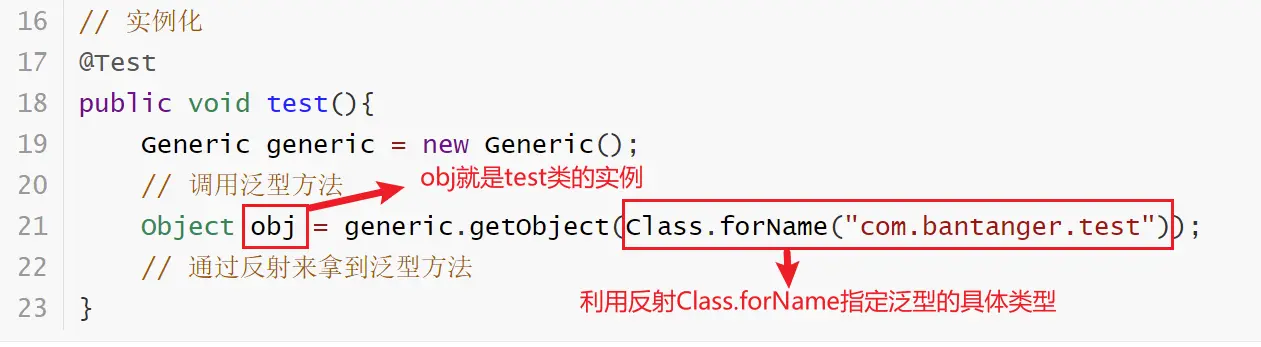 16 // 实例化
17 @Test
18 public void test(){
19 Generic generic = new Generic();
20 // 调用泛型方法
obj就是test类的实例
21 Object obj = generic.getObject(Class.forName("com.bantanger.test"));
22 // 通过反射来拿到泛型方法
利用反射Class.forName指定泛型的具体类型
23 }